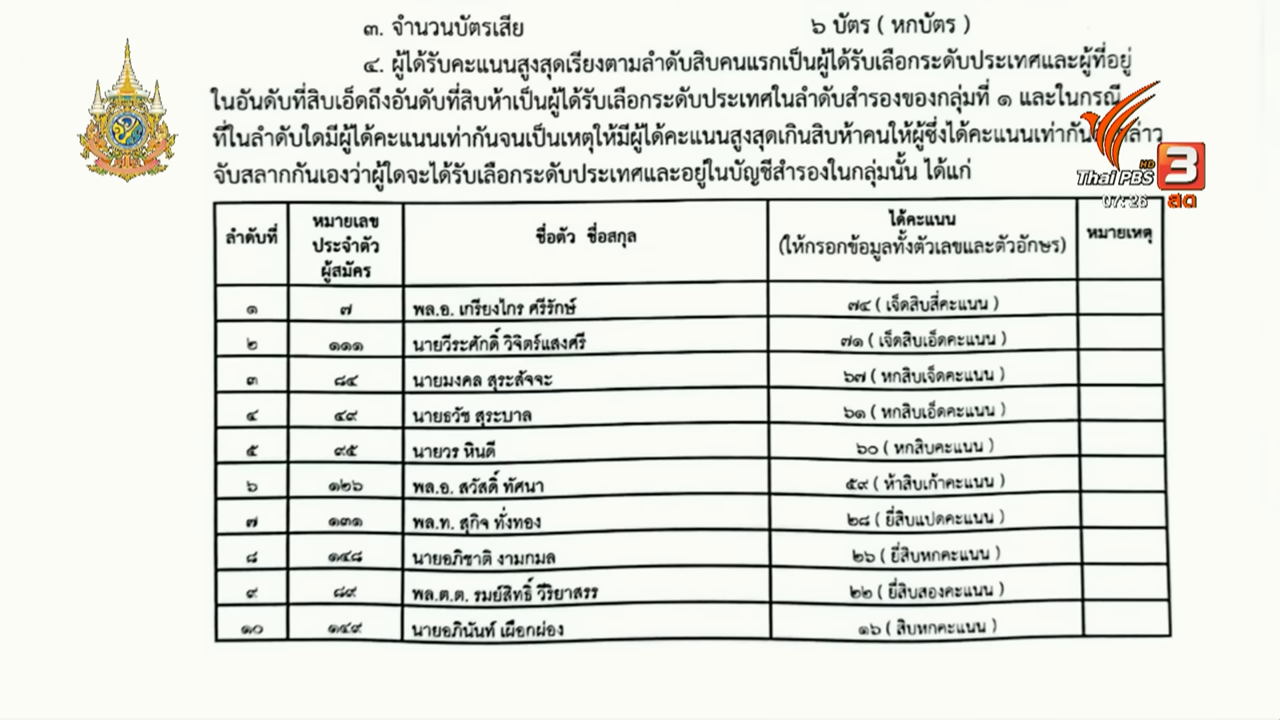 ๓. จำนวนบัตรเสีย ๖ บัตร ( หกบัตร )
๔. ผู้ได้รับคะแนนสูงสุดเรียงตามลำดับสิบคนแรกเป็นผู้ได้รับเลือกระดับประเทศและผู้ที่อยู่
ในอันดับที่สิบเอ็ดถึงอันดับที่สิบห้าเป็นผู้ได้รับเลือกระดับประเทศในลำดับสำรองของกลุ่มที่ ๑ และในกรณี
ที่ในลำดับใดมีผู้ได้คะแนนเท่ากันจนเป็นเหตุให้มีผู้ได้คะแนนสูงสุดเกินสิบห้าคนให้ผู้ซึ่งได้คะแนนเท่ากัน
จับสลากกันเองว่าผู้ใดจะได้รับเลือกระดับประเทศและอยู่ในบัญชีสำรองในกลุ่มนั้น ได้แก่
Thai PBS HD 3
07:26 สด
ลำดับที่ หมายเลข ประจำตัว ผู้สมัคร ชื่อตัว ชื่อสกุล ได้คะแนน (ให้กรอกข้อมูลทั้งตัวเลขและตัวอักษร) หมายเหตุ
๑ ๗ พล.อ. เกรียงไกร ศรีรักษ์ ๗๔ ( เจ็ดสิบสี่คะแนน )
๒ ๑๑๑ นายวีระศักดิ์ วิจิตร์แสงศรี ๗๑ ( เจ็ดสิบเอ็ดคะแนน )
๓ ๘๔ นายมงคล สุระสัจจะ ๖๗ ( หกสิบเจ็ดคะแนน )
๔ ๔๙ นายธวัช สุระบาล ๖๑ ( หกสิบเอ็ดคะแนน )
๕ ๙๕ นายวร หินดี ๖๐ ( หกสิบคะแนน )
๖ ๑๒๖ พล.อ. สวัสดิ์ ทัศนา ๕๙ ( ห้าสิบเก้าคะแนน )
๗ ๑๓๑ พล.ท. สุกิจ ทั่งทอง ๒๘ ( ยี่สิบแปดคะแนน )
๘ ๑๔๘ นายอภิชาติ งามกมล ๒๖ ( ยี่สิบหกคะแนน )
๙ ๘๙ พล.ต.ต. รมย์สิทธิ์ วีริยาสรร ๒๒ ( ยี่สิบสองคะแนน )
๑๐ ๑๔๙ นายอภินันท์ เผือกผ่อง ๑๖ ( สิบหกคะแนน )